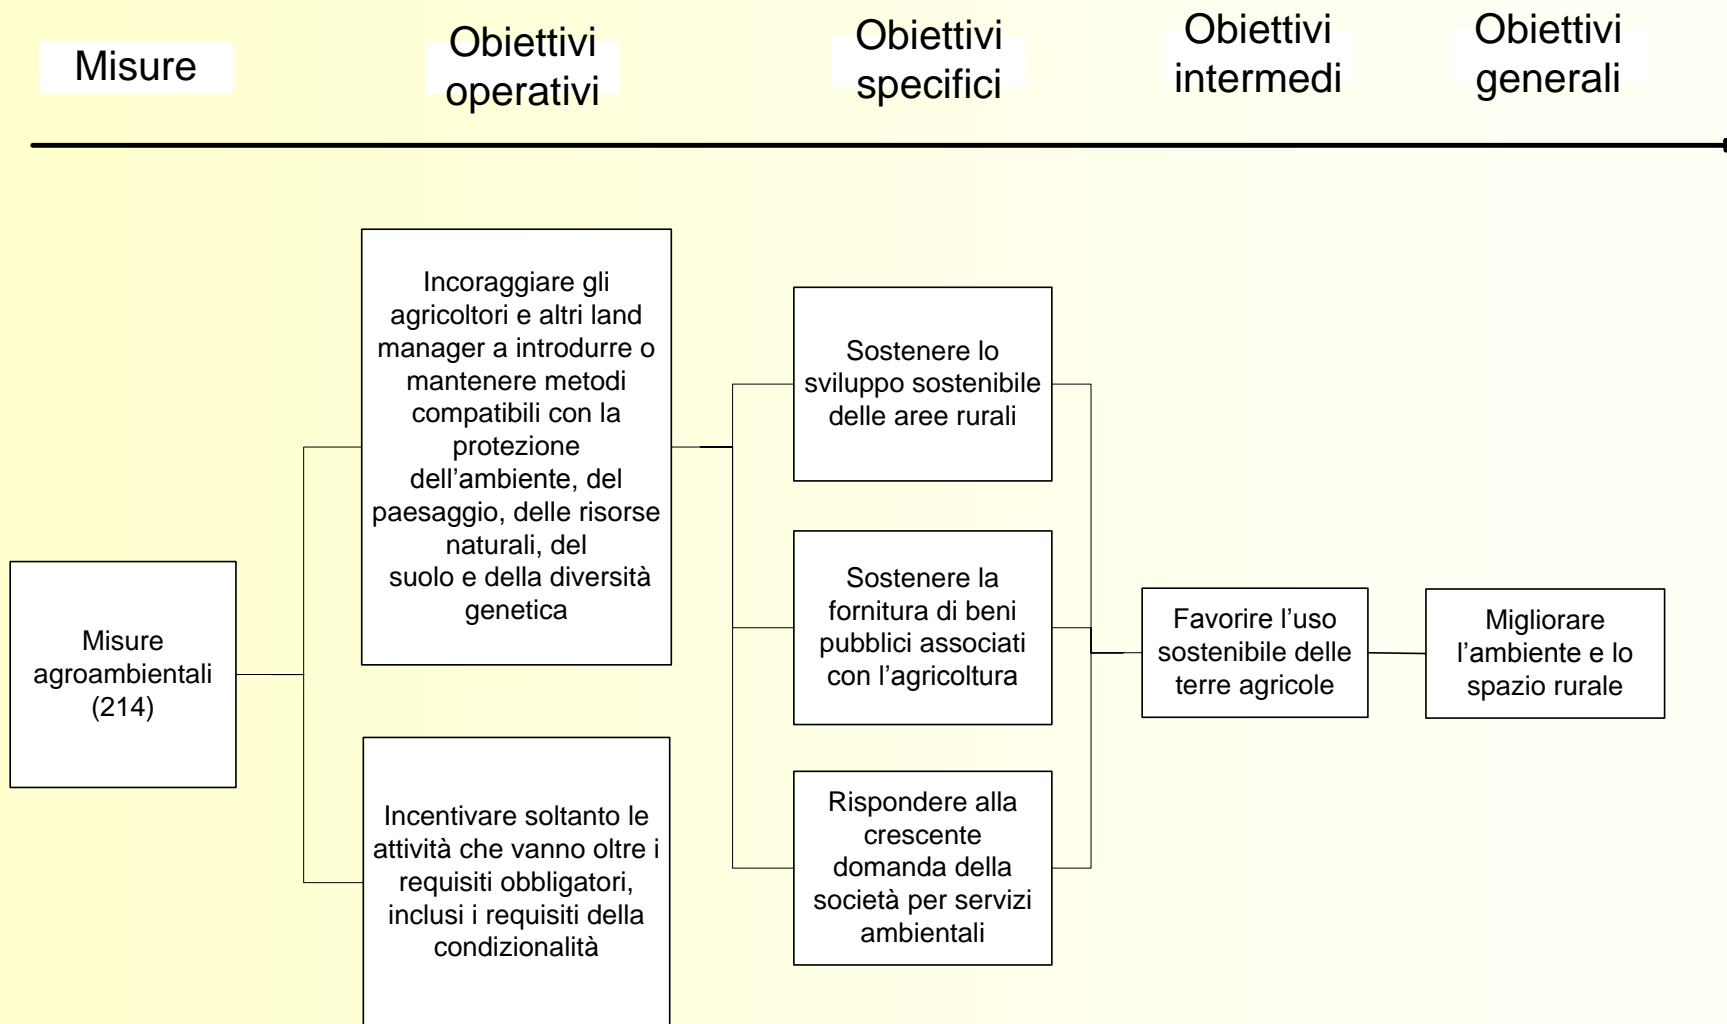 Misure
Obiettivi
operativi
Obiettivi
specifici
Obiettivi
intermedi
Obiettivi
generali
Misure
agroambientali
(214)
Incoraggiare gli
agricoltori e altri land
manager a introdurre o
mantenere metodi
compatibili con la
protezione
dell’ambiente, del
paesaggio, delle risorse
naturali, del
suolo e della diversità
genetica
Incentivare soltanto le
attività che vanno oltre i
requisiti obbligatori,
inclusi i requisiti della
condizionalità
Sostenere lo
sviluppo sostenibile
delle aree rurali
Sostenere la
fornitura di beni
pubblici associati
con l’agricoltura
Rispondere alla
crescente
domanda della
società per servizi
ambientali
Favorire l’uso
sostenibile delle
terre agricole
Migliorare
l’ambiente e lo
spazio rurale